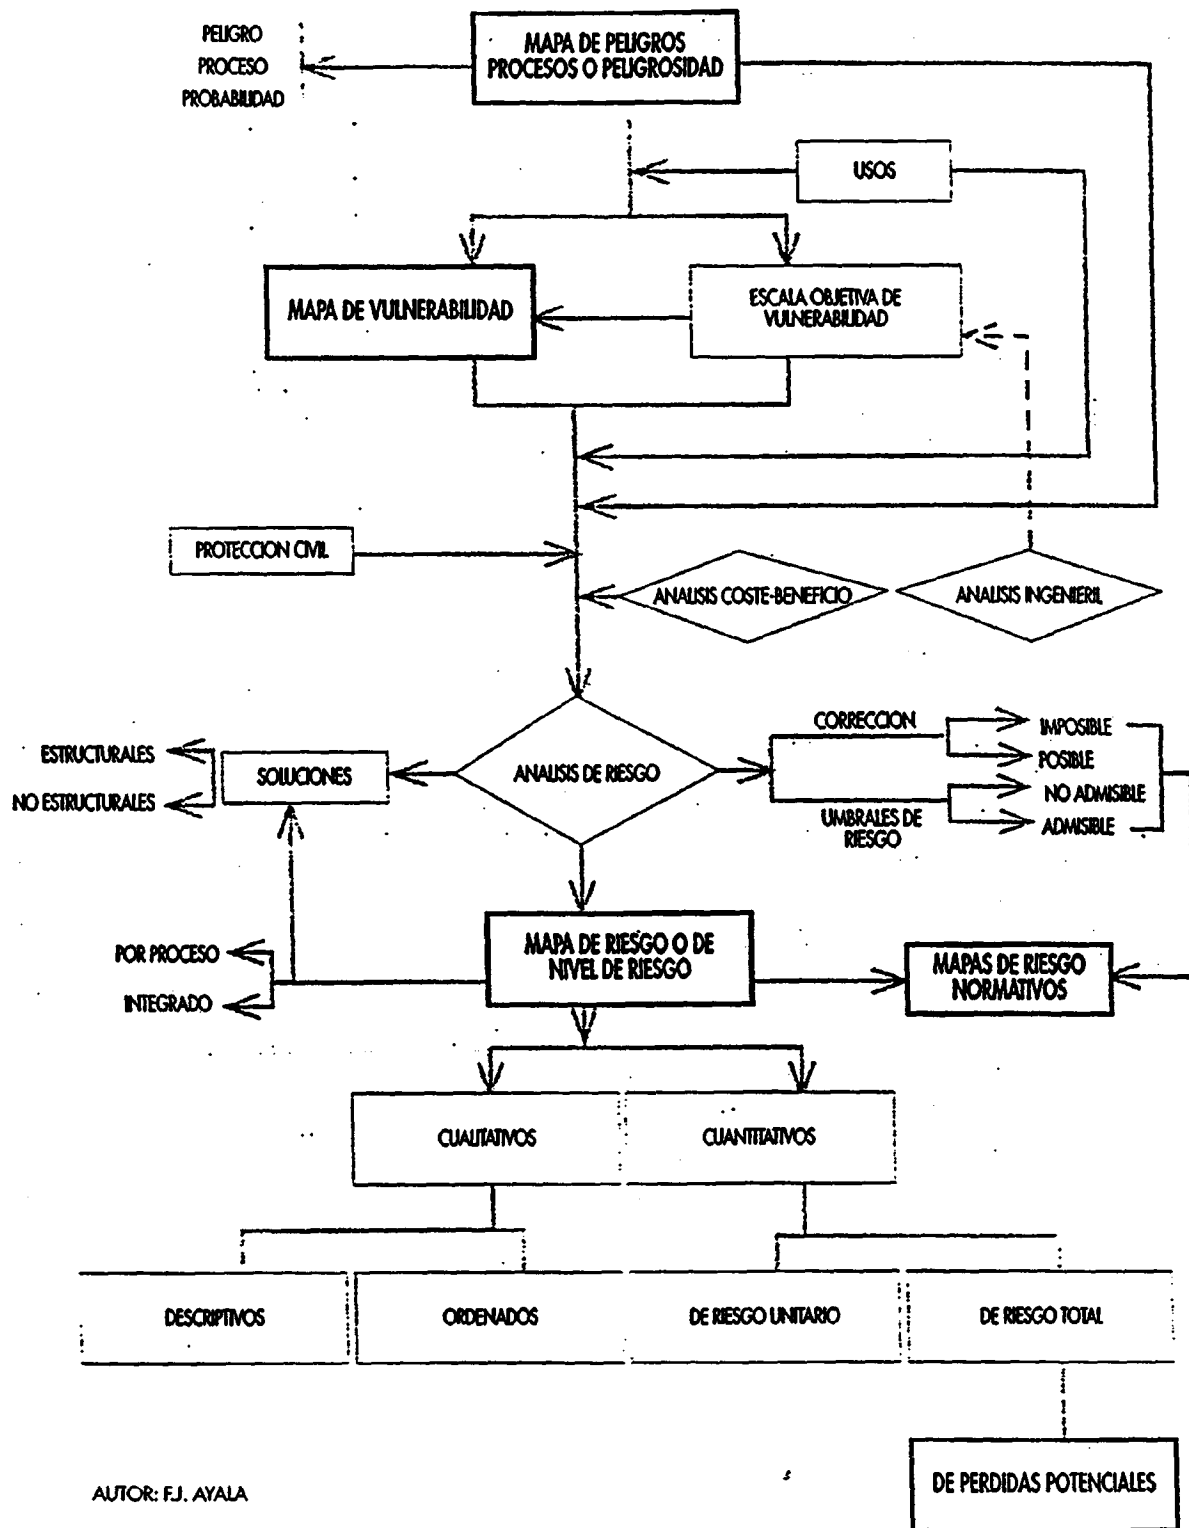 PELIGRO
PROCESO
PROBABILIDAD
MAPA DE PELIGROS
PROCESOS O PELIGROSIDAD
USOS
MAPA DE VULNERABILIDAD
ESCALA OBJETIVA DE
VULNERABILIDAD
PROTECCION CIVIL
ANALISIS COSTE-BENEFICIO
ANALISIS INGENIERIL
ESTRUCTURALES
NO ESTRUCTURALES
SOLUCIONES
ANALISIS DE RIESGO
CORRECCION
IMPOSIBLE
POSIBLE
NO ADMISIBLE
UMBRALES DE
RIESGO
ADMISIBLE
POR PROCESO
INTEGRADO
MAPA DE RIESGO O DE
NIVEL DE RIESGO
MAPAS DE RIESGO
NORMATIVOS
CUALITATIVOS
CUANTITATIVOS
DESCRIPTIVOS
ORDENADOS
DE RIESGO UNITARIO
DE RIESGO TOTAL
DE PERDIDAS POTENCIALES
AUTOR: F.J. AYALA